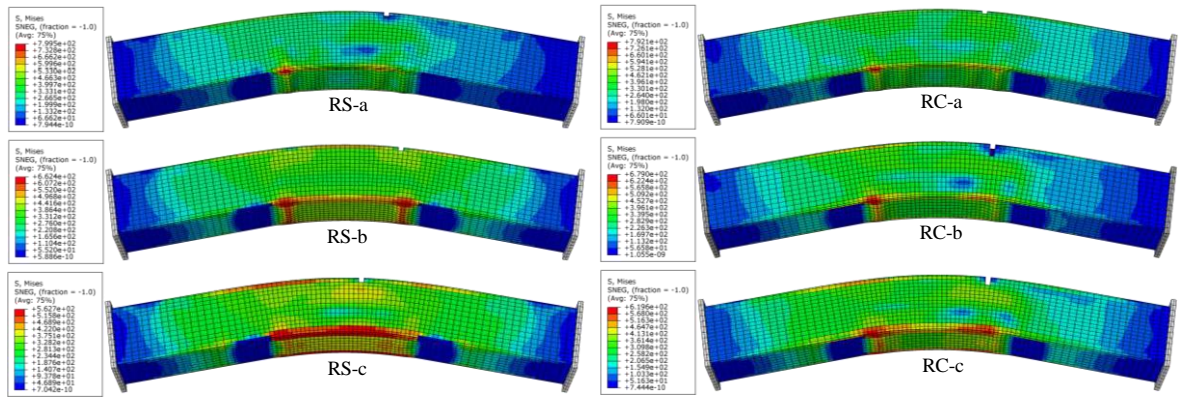 S, Mises
SNEG, (fraction = -1.0)
(Avg: 75%)
+7.995e+02
+7.328e+02
+6.662e+02
+5.996e+02
+5.330e+02
+4.663e+02
+3.997e+02
+3.331e+02
+2.665e+02
+1.999e+02
+1.332e+02
+6.662e+01
+7.944e-10
RS-a
S, Mises
SNEG, (fraction = -1.0)
(Avg: 75%)
+7.921e+02
+7.261e+02
+6.601e+02
+5.941e+02
+5.281e+02
+4.621e+02
+3.961e+02
+3.301e+02
+2.640e+02
+1.980e+02
+1.320e+02
+6.601e+01
+7.909e-10
RC-a
S, Mises
SNEG, (fraction = -1.0)
(Avg: 75%)
+6.624e+02
+6.072e+02
+5.520e+02
+4.968e+02
+4.416e+02
+3.864e+02
+3.312e+02
+2.760e+02
+2.208e+02
+1.656e+02
+1.104e+02
+5.520e+01
+5.886e-10
RS-b
S, Mises
SNEG, (fraction = -1.0)
(Avg: 75%)
+6.790e+02
+6.224e+02
+5.658e+02
+5.092e+02
+4.527e+02
+3.961e+02
+3.395e+02
+2.829e+02
+2.263e+02
+1.697e+02
+1.132e+02
+5.658e+01
+1.055e-09
RC-b
S, Mises
SNEG, (fraction = -1.0)
(Avg: 75%)
+5.627e+02
+5.158e+02
+4.689e+02
+4.220e+02
+3.751e+02
+3.282e+02
+2.813e+02
+2.344e+02
+1.876e+02
+1.407e+02
+9.378e+01
+4.689e+01
+7.042e-10
RS-c
S, Mises
SNEG, (fraction = -1.0)
(Avg: 75%)
+6.196e+02
+5.680e+02
+5.163e+02
+4.647e+02
+4.131e+02
+3.614e+02
+3.098e+02
+2.582e+02
+2.065e+02
+1.549e+02
+1.033e+02
+5.163e+01
+7.444e-10
RC-c